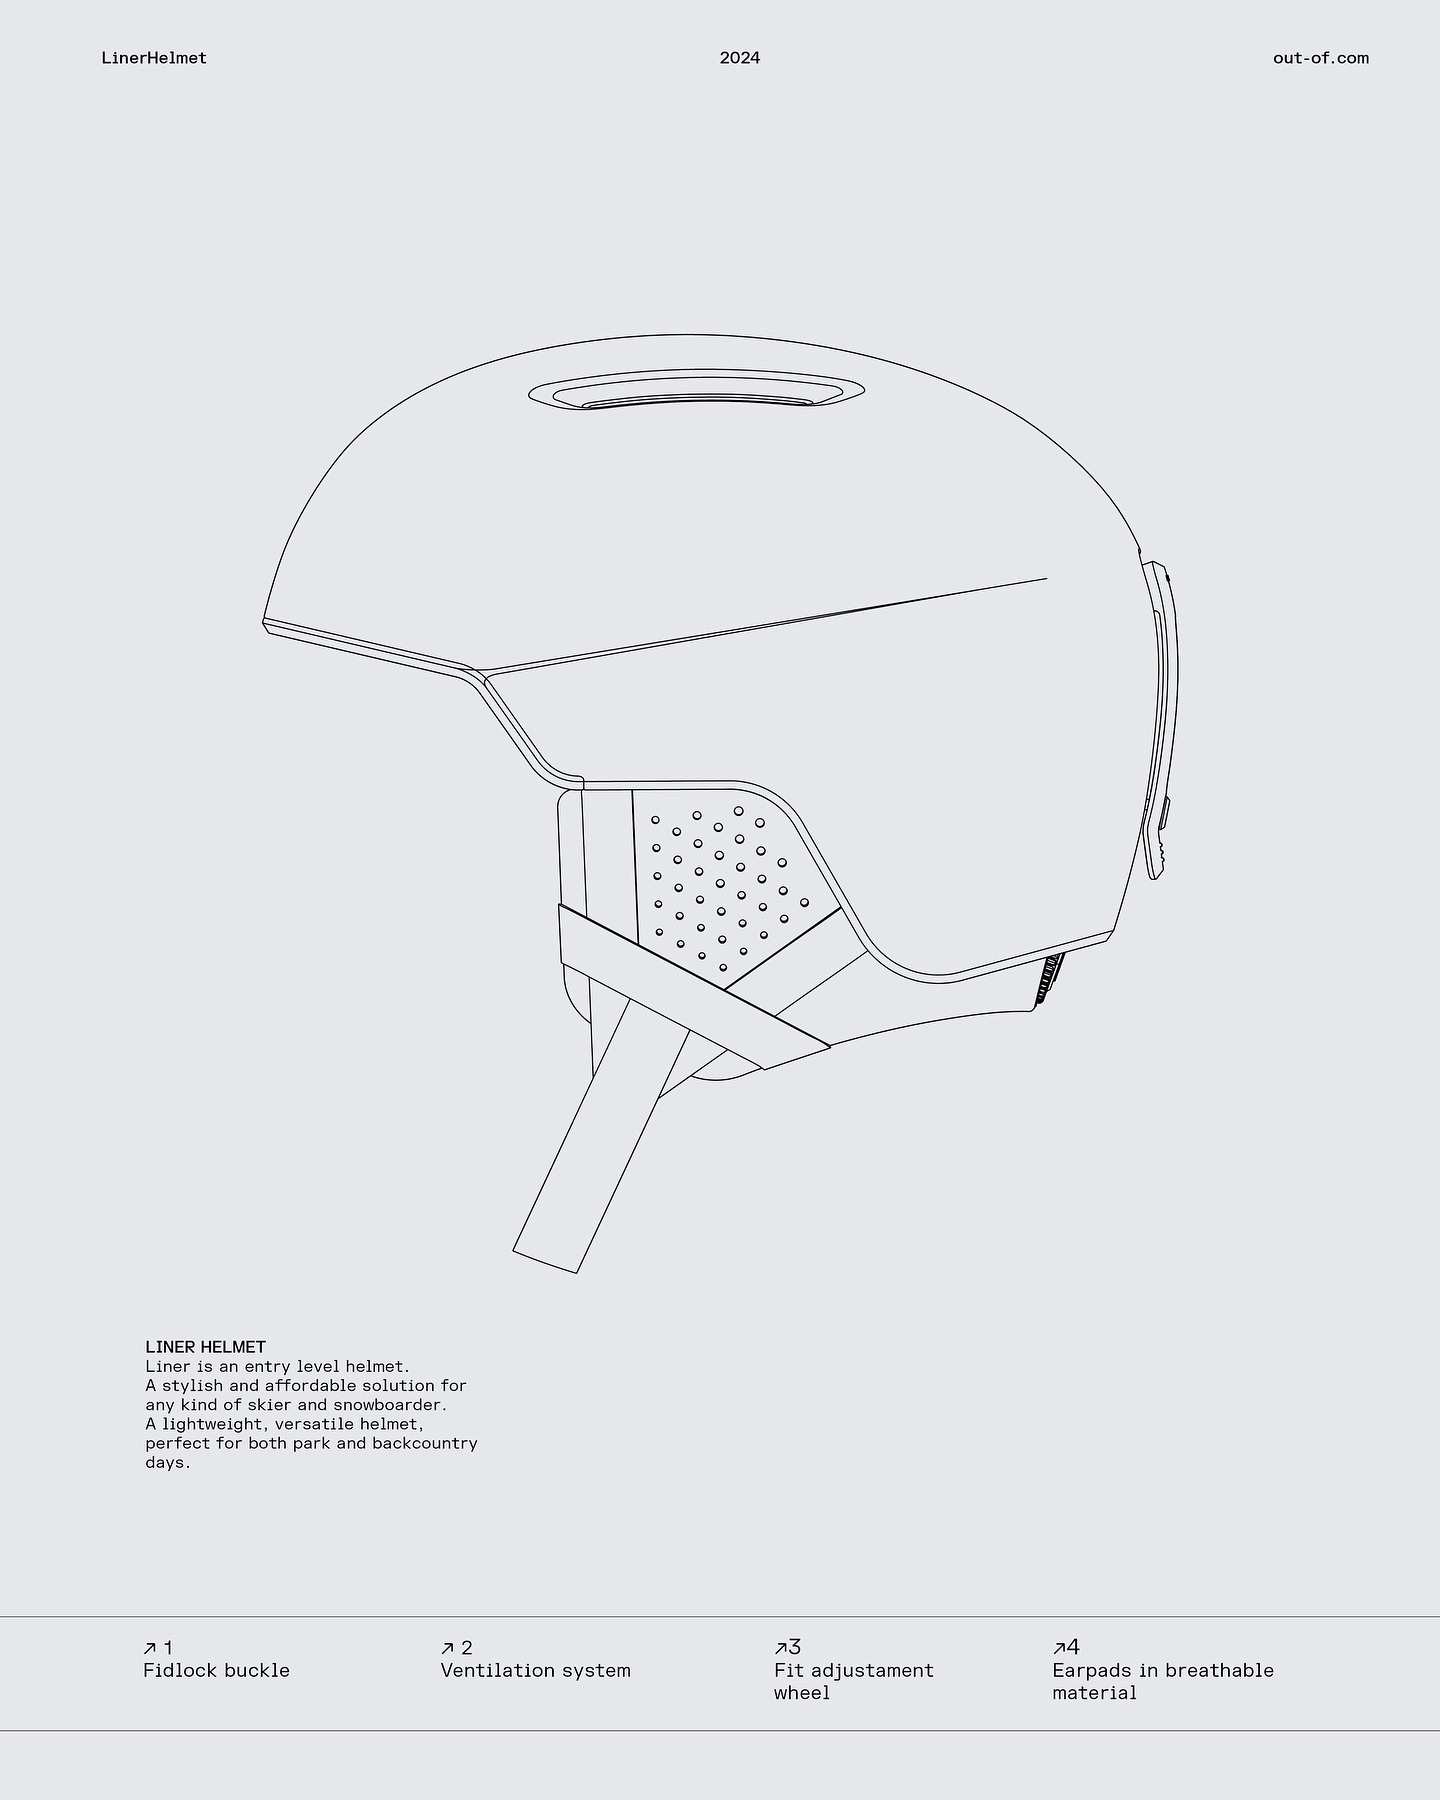 LinerHelmet
2024
out-of.com
LINER HELMET
Liner is an entry level helmet.
A stylish and affordable solution for
any kind of skier and snowboarder.
A lightweight, versatile helmet,
perfect for both park and backcountry
days.
↗ 1
Fidlock buckle
↗ 2
Ventilation system
↗3
Fit adjustament
wheel
↗4
Earpads in breathable
material